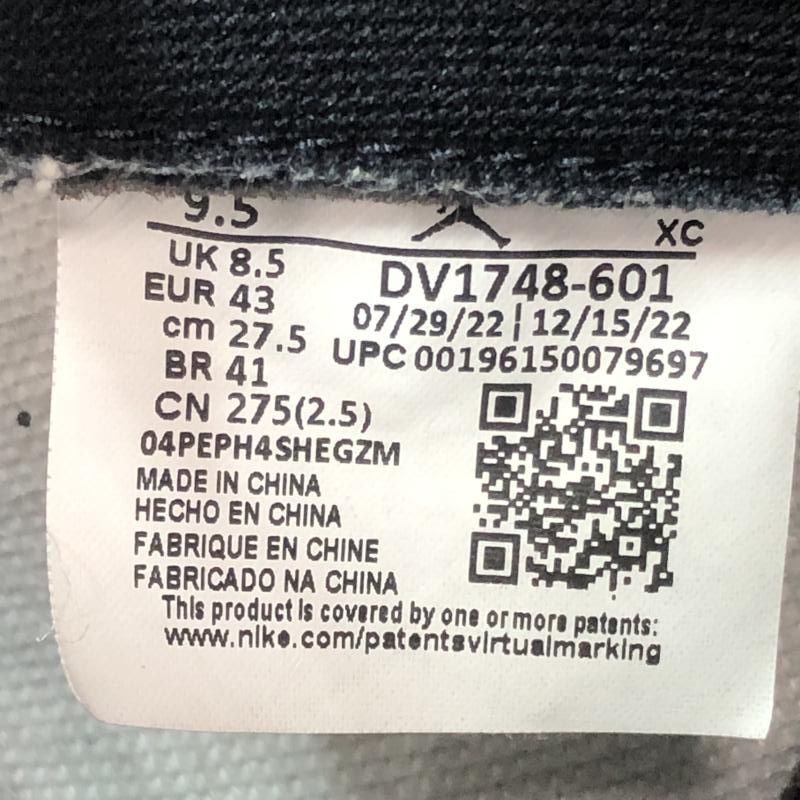 9.5
XC
UK 8.5
EUR 43
cm 27.5
BR 41
CN 275(2.5)
DV1748-601
07/29/22 | 12/15/22
UPC 00196150079697
04PEPH4SHEGZM
MADE IN CHINA
HECHO EN CHINA
FABRIQUE EN CHINE
FABRICADO NA CHINA
This product is covered by one or more patents:
www.nike.com/patentsvirtualmarking